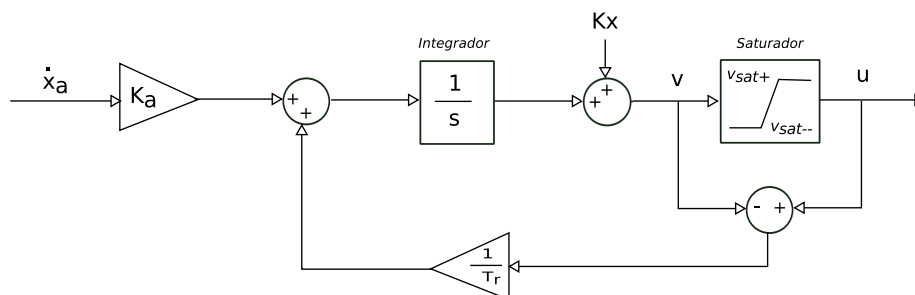 Kx
Integrador
Saturador
ẋa
Ka
+
+
1
s
+
+
v
vsat+
vsat--
u
-
+
1
Tr